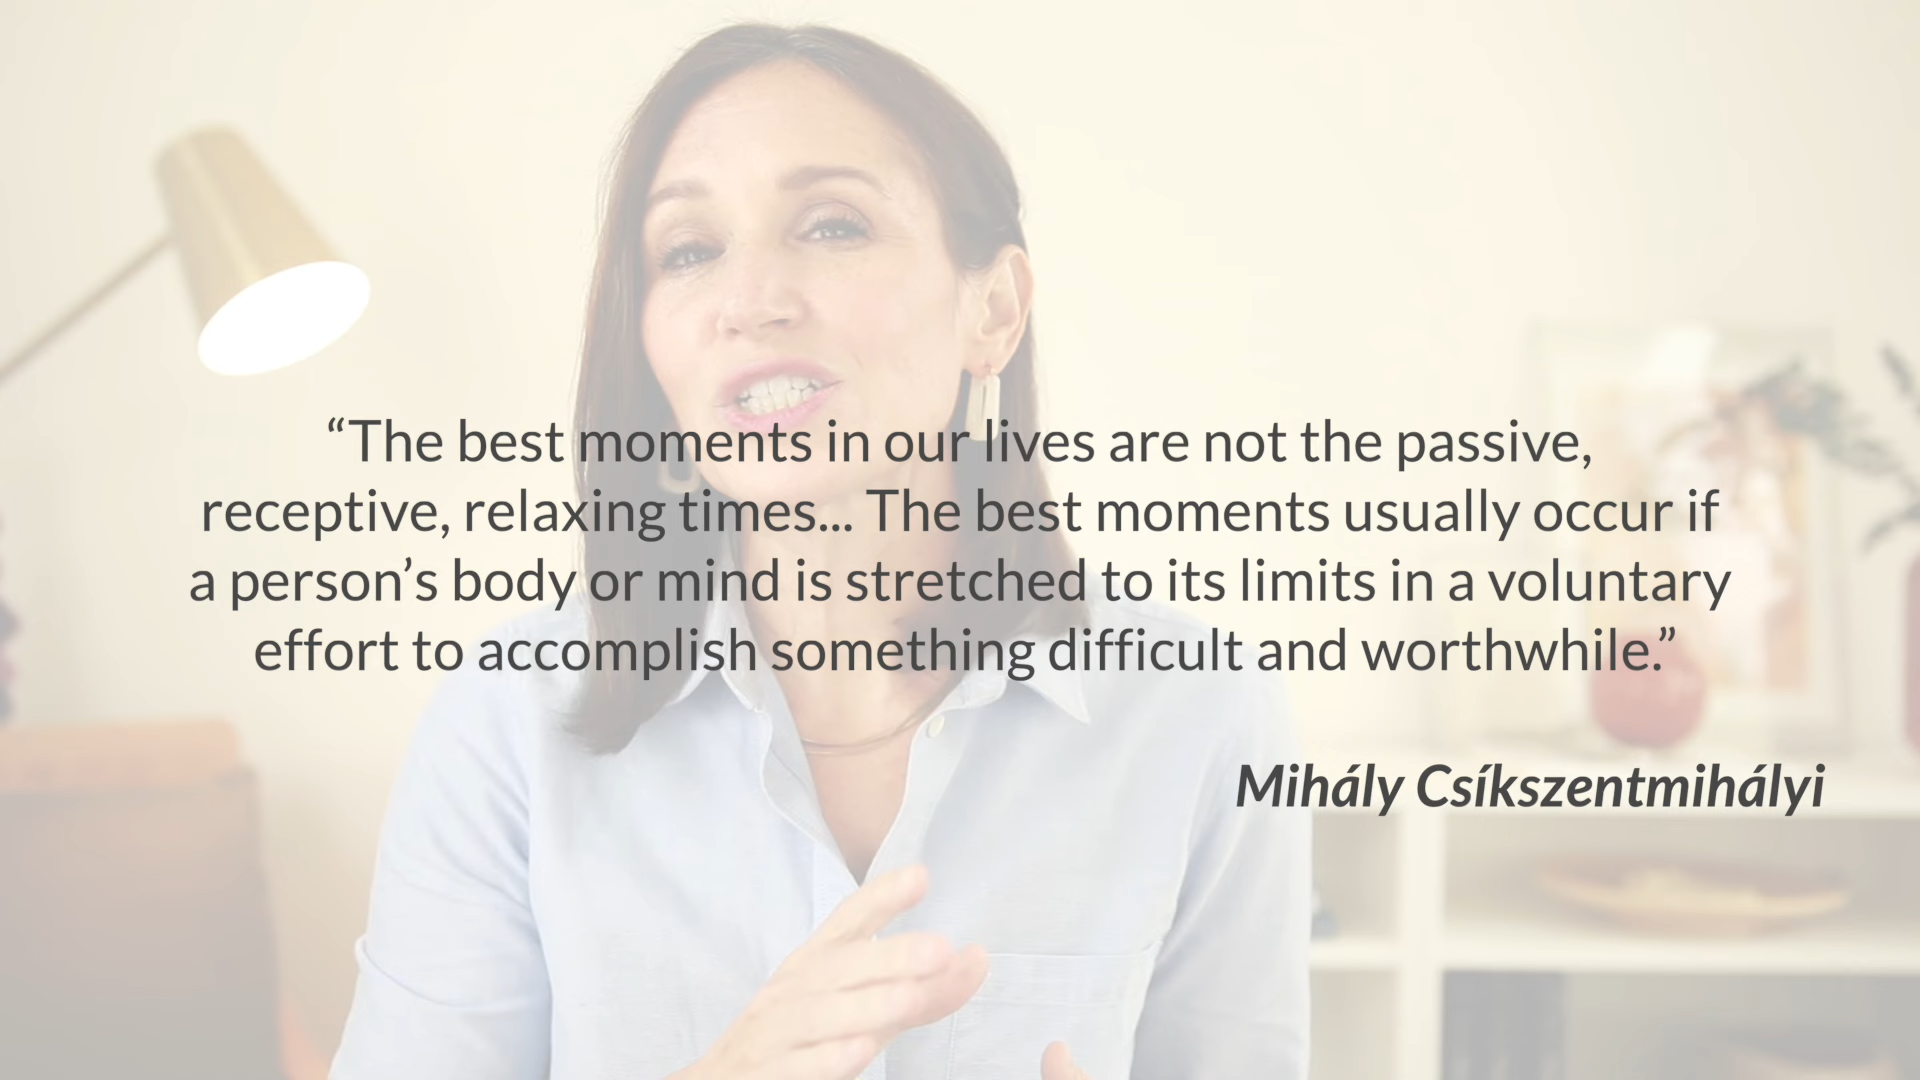 “The best moments in our lives are not the passive,
receptive, relaxing times... The best moments usually occur if
a person’s body or mind is stretched to its limits in a voluntary
effort to accomplish something difficult and worthwhile.”
Mihály Csíkszentmihályi